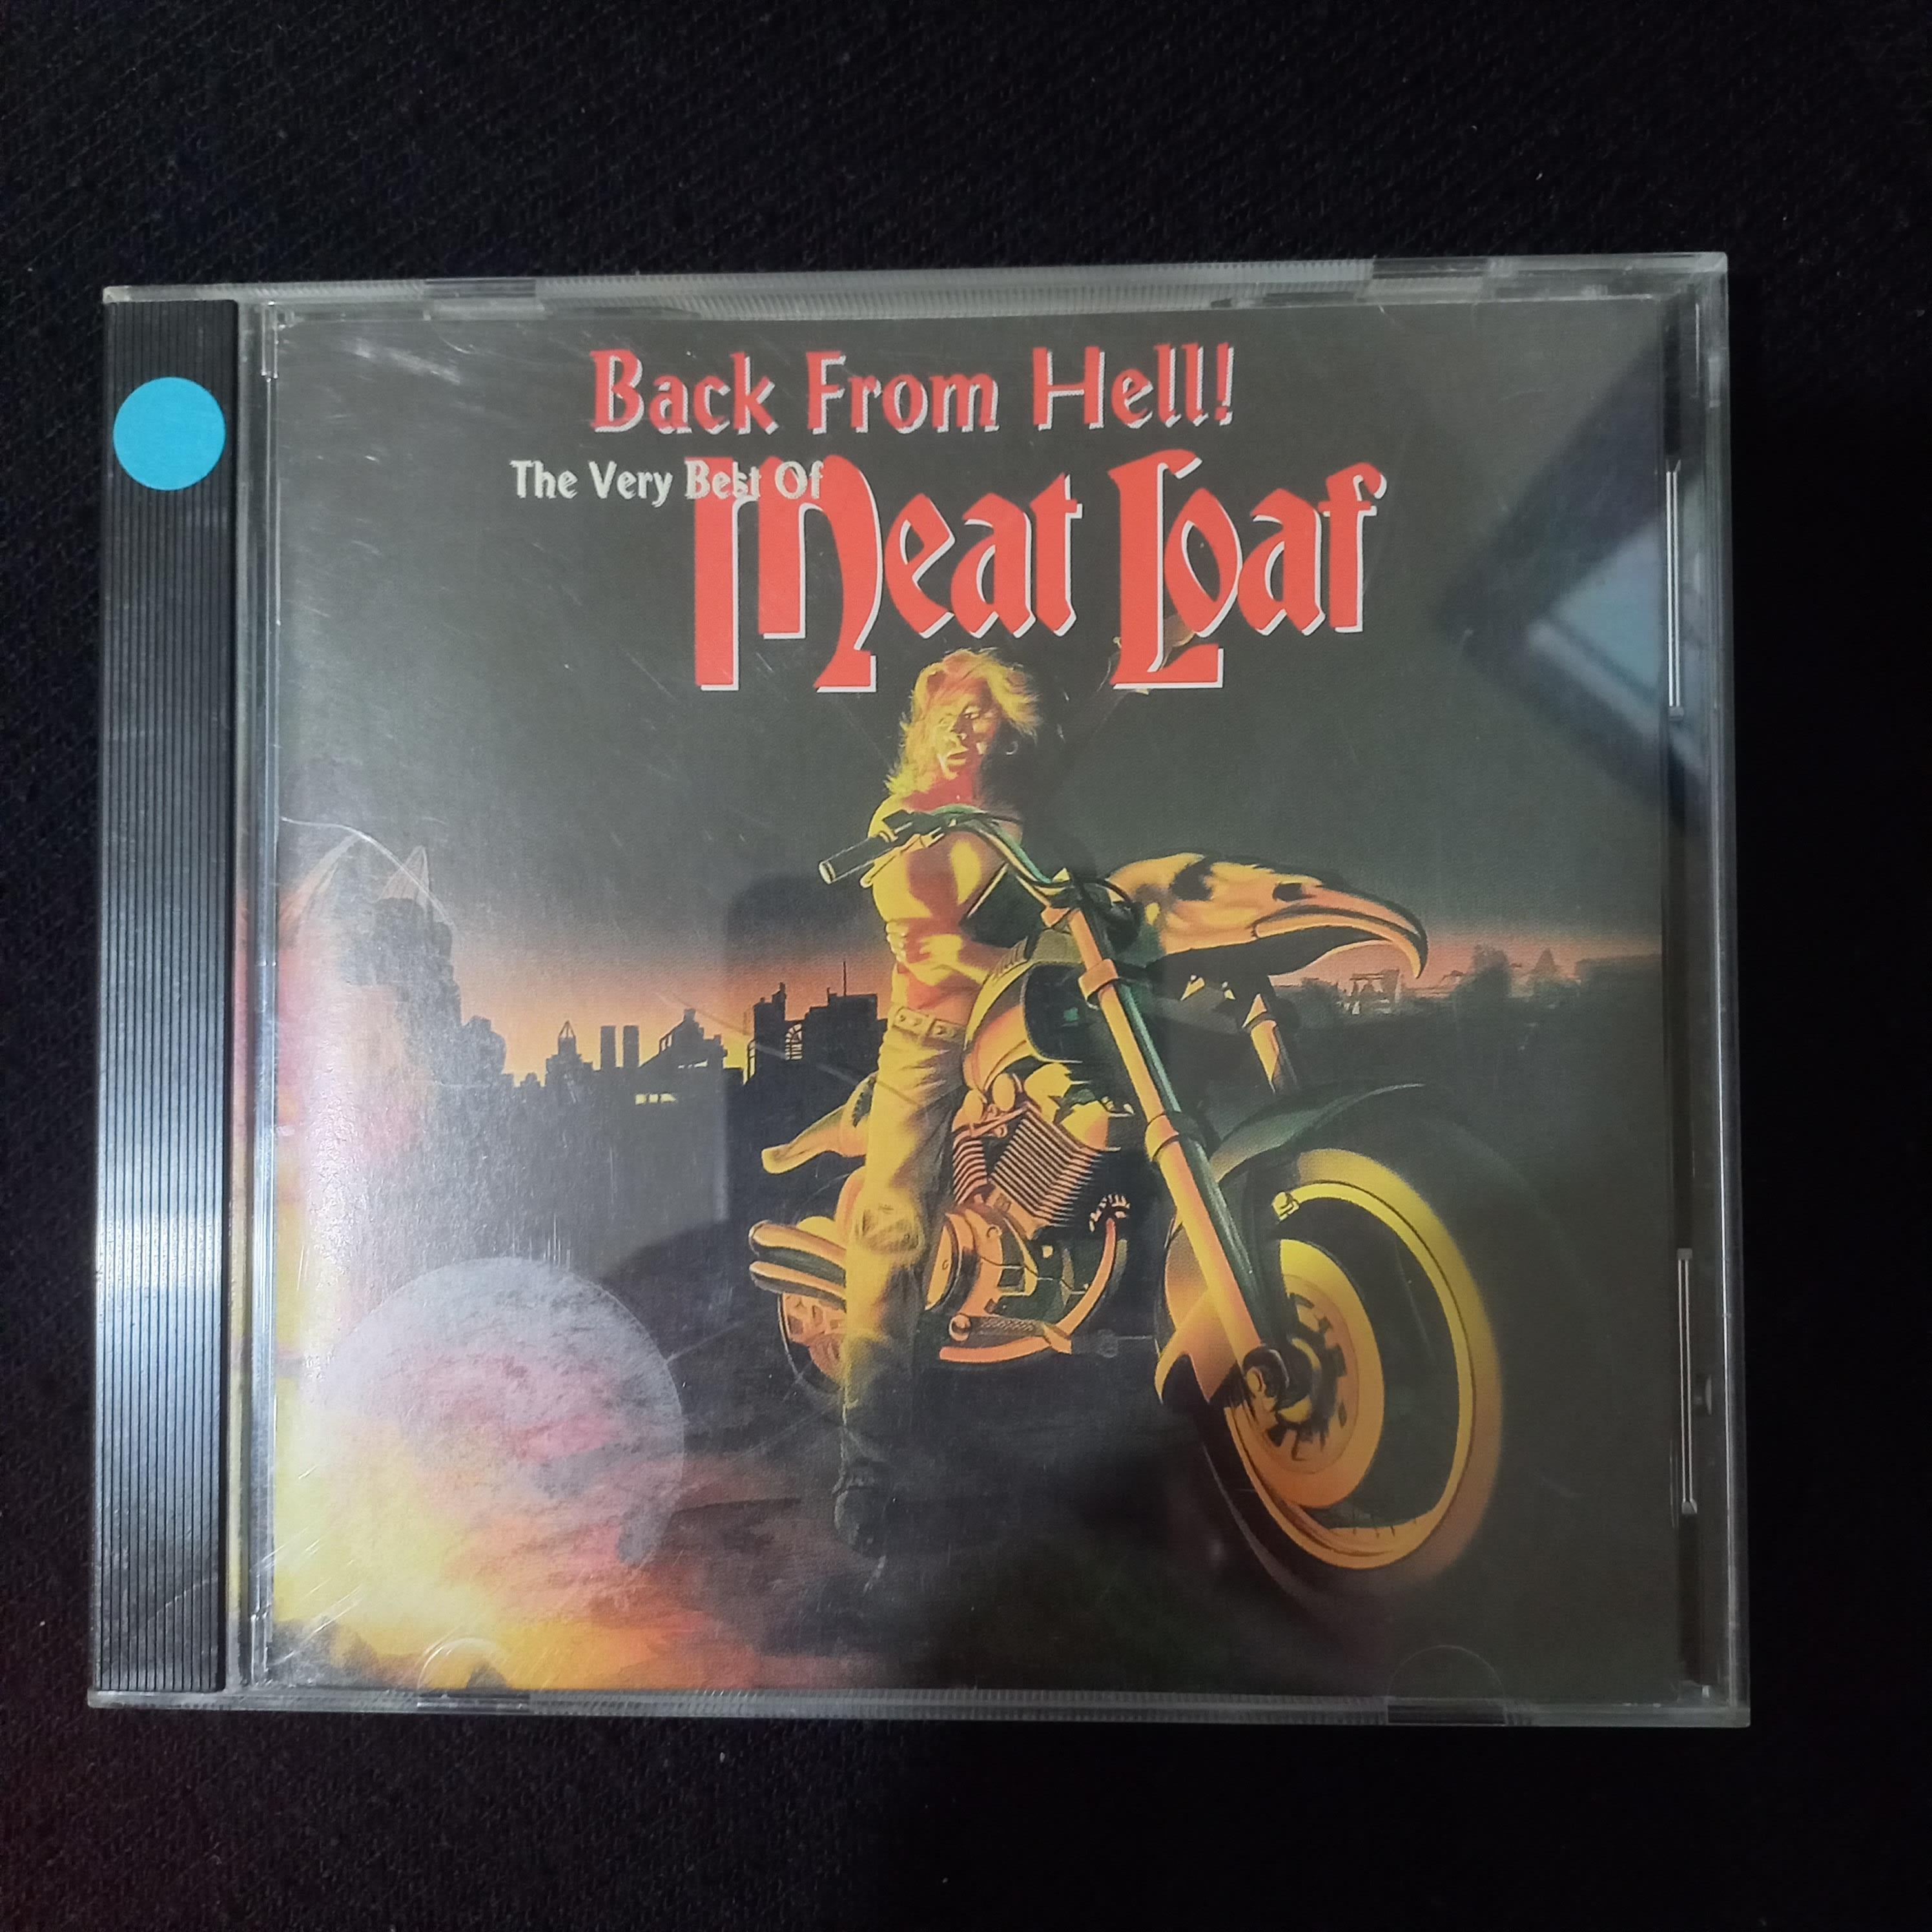 Back From Hell!
The Very Best Of
Meat Loaf